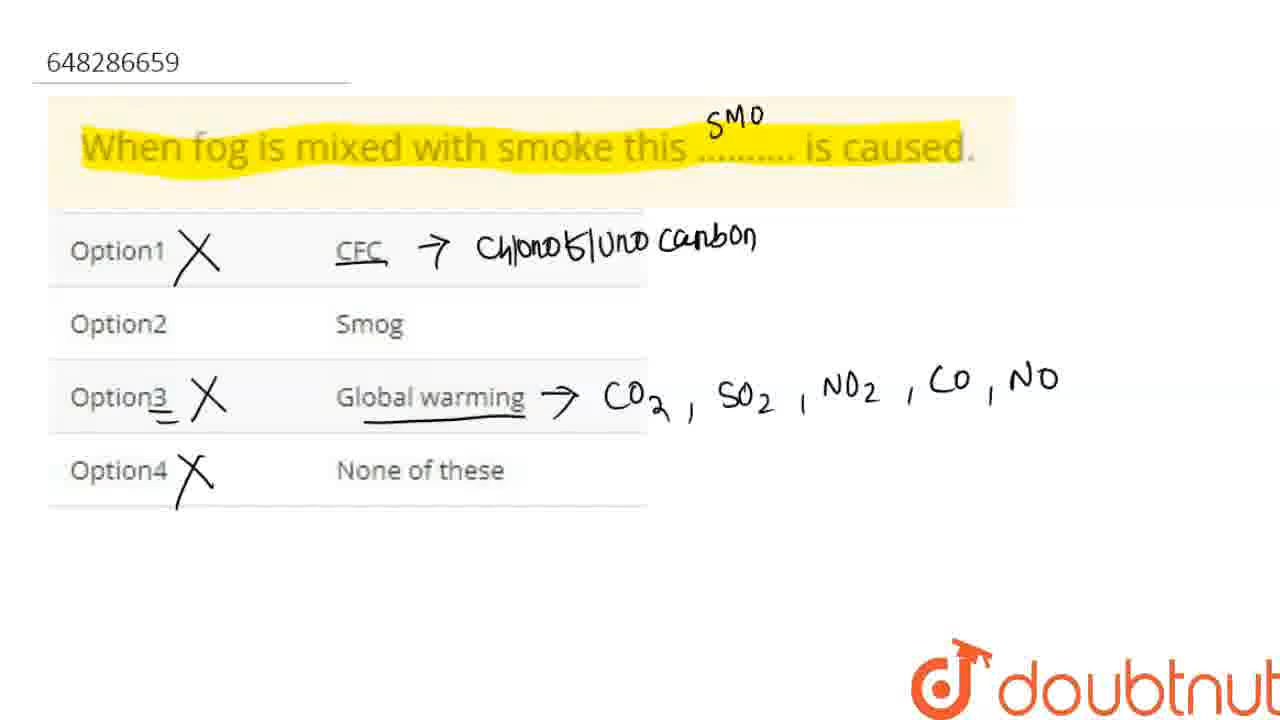 648286659
SMO
When fog is mixed with smoke this .......... is caused.
Option1 X CFC → Chlorofluro carbon
Option2 Smog
Option3 X Global warming → CO2, SO2, NO2, CO, NO
Option4 X None of these
doubtnut